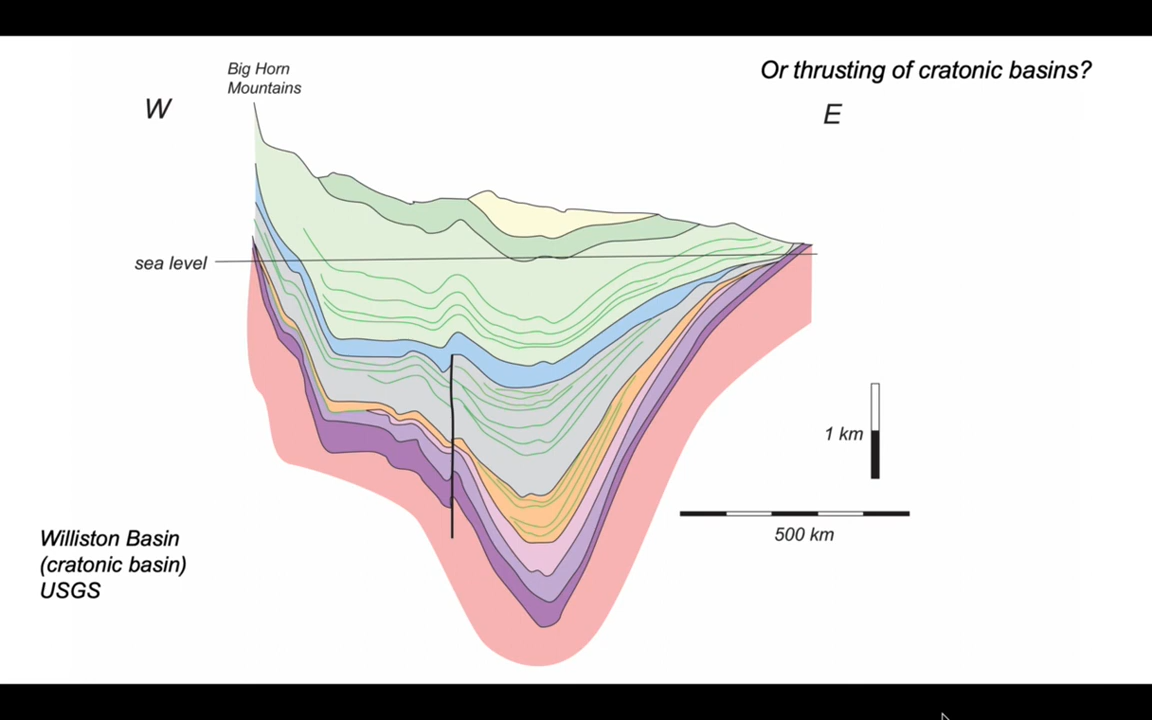 Big Horn
Mountains
Or thrusting of cratonic basins?
W
E
sea level
1 km
500 km
Williston Basin
(cratonic basin)
USGS